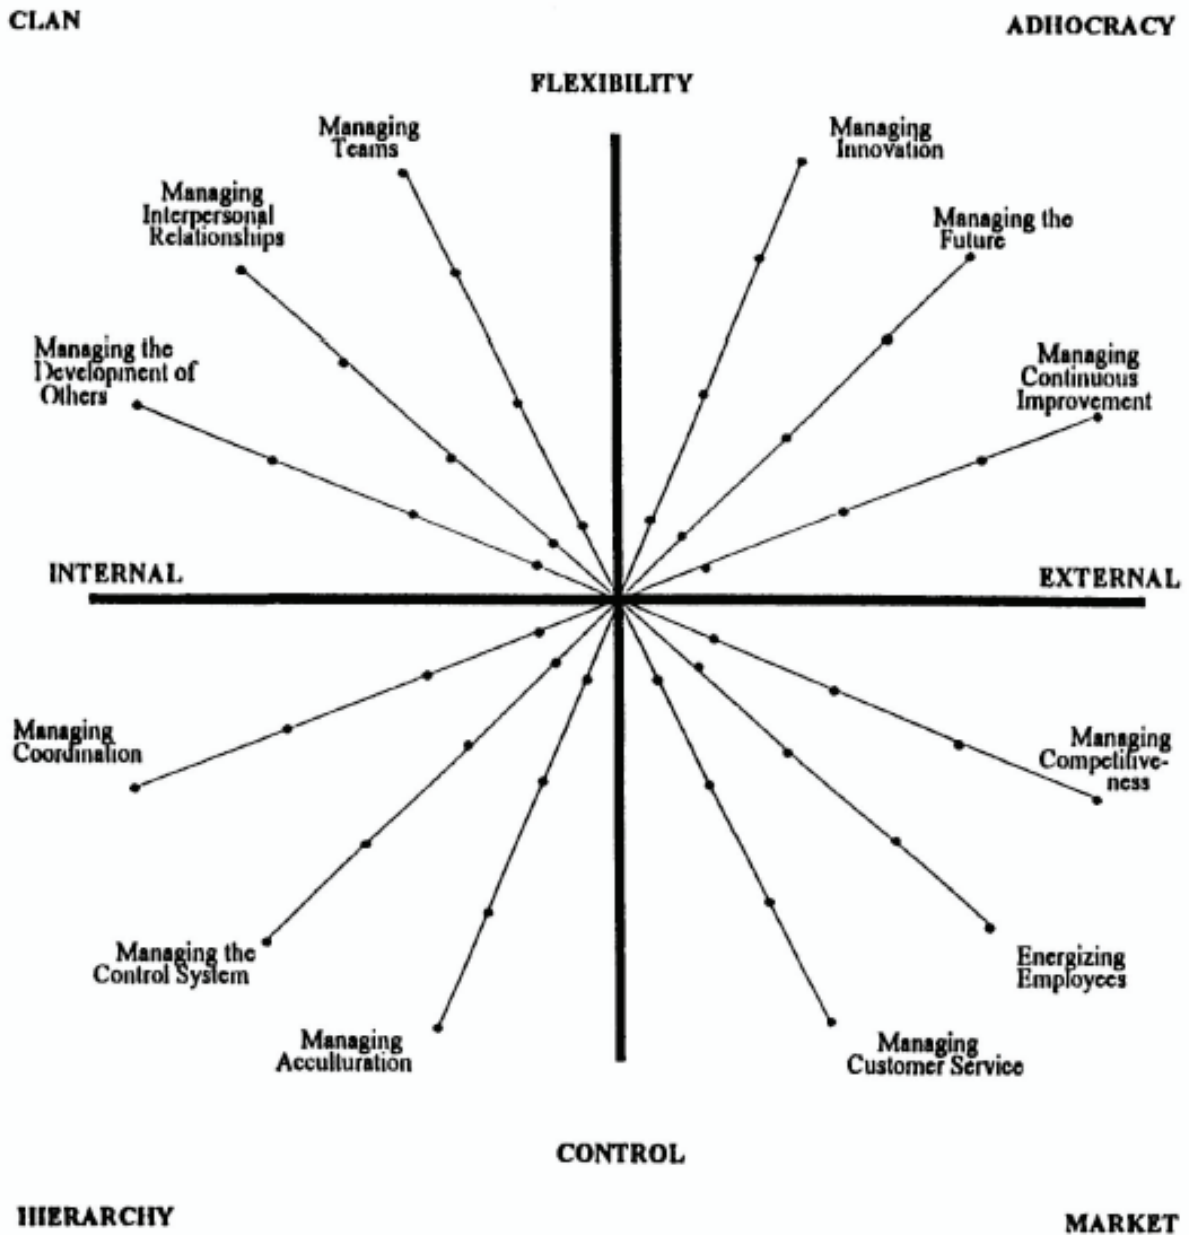 CLAN
ADHOCRACY
FLEXIBILITY
Managing
Teams
Managing
Innovation
Managing
Interpersonal
Relationships
Managing the
Future
Managing the
Development of
Others
Managing
Continuous
Improvement
INTERNAL
EXTERNAL
Managing
Coordination
Managing
Competitive-
ness
Managing the
Control System
Energizing
Employees
Managing
Acculturation
Managing
Customer Service
CONTROL
HIERARCHY
MARKET